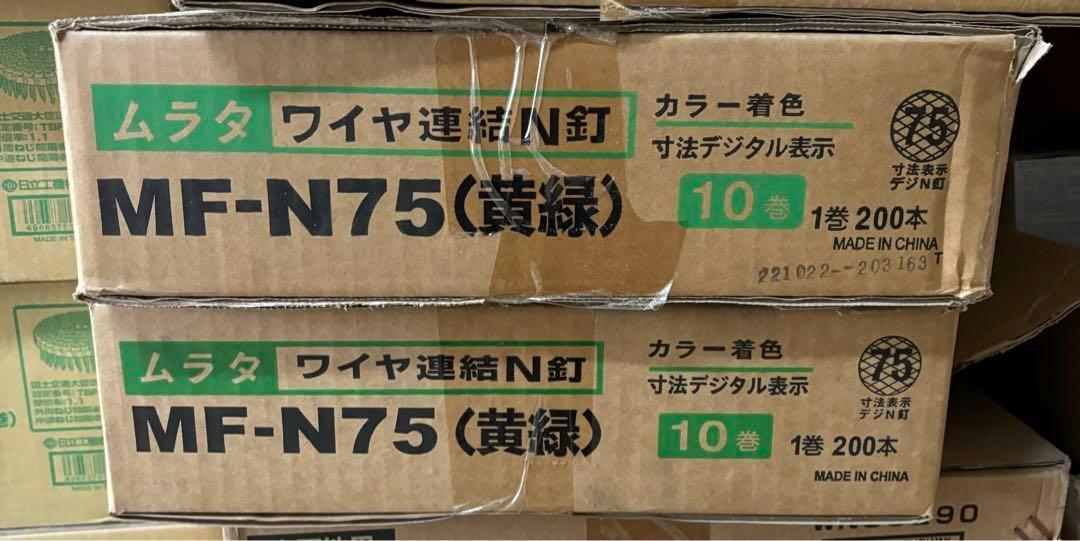 ムラタ ワイヤ連結N釘
MF-N75(黄緑)
カラー着色
寸法デジタル表示
10巻
1巻 200本
MADE IN CHINA
221022--203169 T
75
寸法表示
デジN釘
ムラタ ワイヤ連結N釘
MF-N75(黄緑)
カラー着色
寸法デジタル表示
10巻
1巻 200本
MADE IN CHINA
75
寸法表示
デジN釘